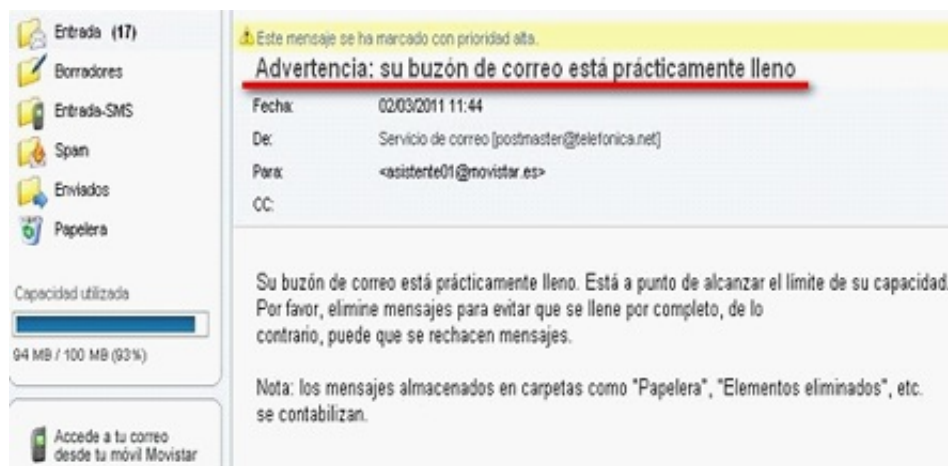 Entrada (17)
Borradores
Entrada-SMS
Spam
Enviados
Papelera
Capacidad utilizada
94 MB / 100 MB (93%)
Accede a tu correo
desde tu móvil Movistar
Este mensaje se ha marcado con prioridad alta.
Advertencia: su buzón de correo está prácticamente lleno
Fecha: 02/03/2011 11:44
De: Servicio de correo [postmaster@telefonica.net]
Para: <asistente01@movistar.es>
CC:
Su buzón de correo está prácticamente lleno. Está a punto de alcanzar el límite de su capacidad.
Por favor, elimine mensajes para evitar que se llene por completo, de lo
contrario, puede que se rechacen mensajes.
Nota: los mensajes almacenados en carpetas como "Papelera", "Elementos eliminados", etc.
se contabilizan.